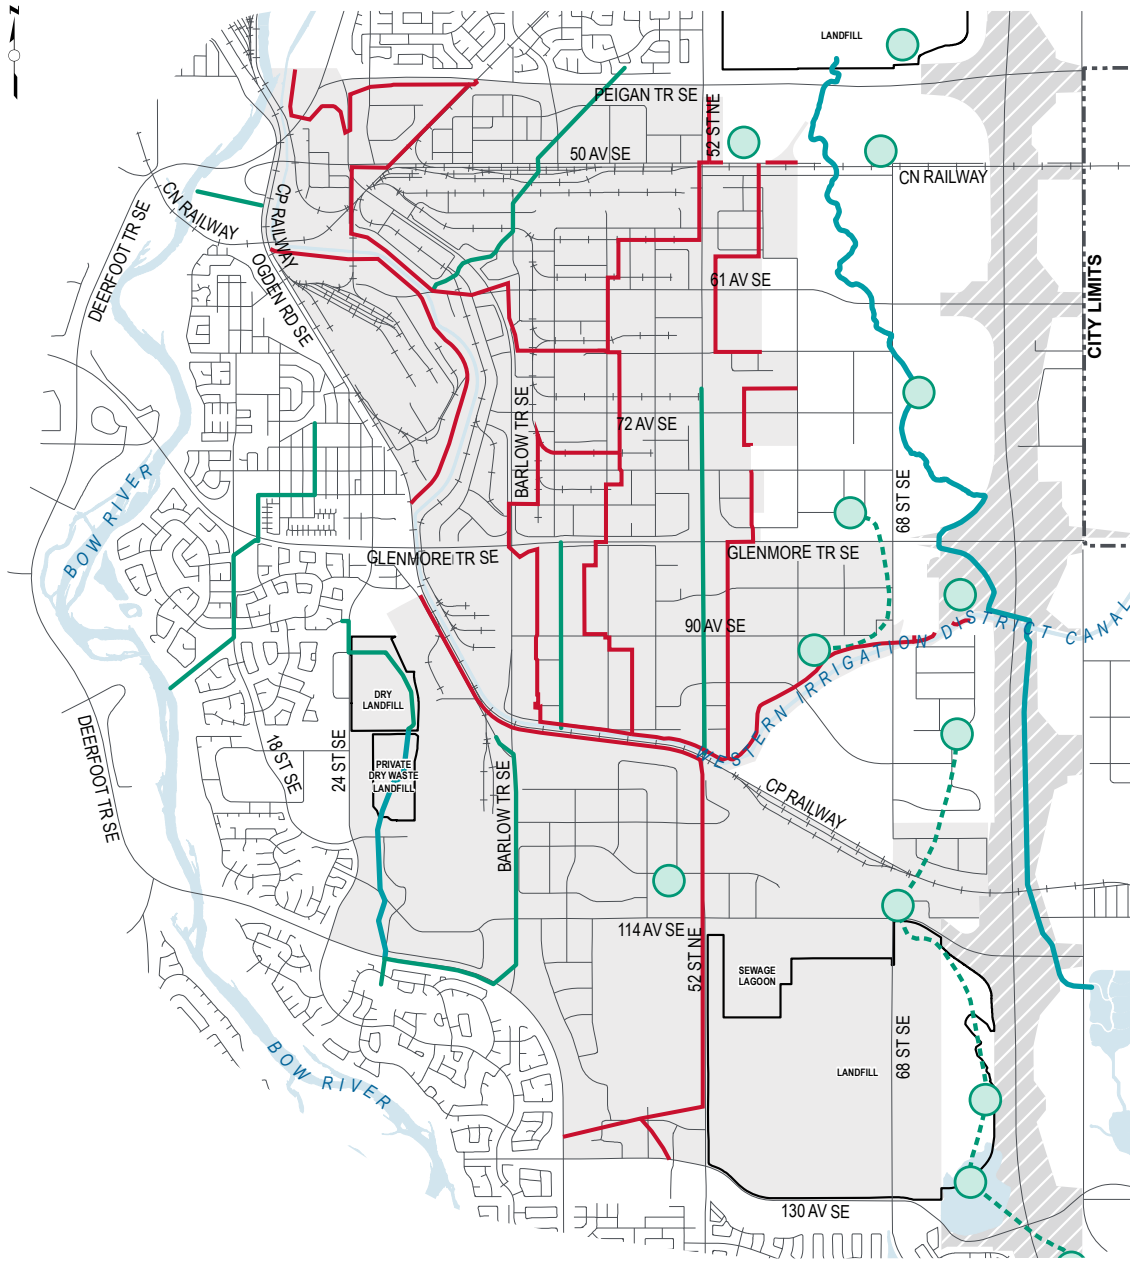 N
LANDFILL
PEIGAN TR SE
52 ST NE
50 AV SE
CN RAILWAY
CN RAILWAY
CP RAILWAY
DEERFOOT TR SE
OGDEN RD SE
61 AV SE
CITY LIMITS
BARLOW TR SE
72 AV SE
BOW RIVER
68 ST SE
GLENMORE TR SE
GLENMORE TR SE
90 AV SE
WESTERN IRRIGATION DISTRICT CANAL
DRY
LANDFILL
DEERFOOT TR SE
18 ST SE
24 ST SE
PRIVATE
DRY WASTE
LANDFILL
BARLOW TR SE
CP RAILWAY
114 AV SE
52 ST NE
SEWAGE
LAGOON
BOW RIVER
68 ST SE
LANDFILL
130 AV SE